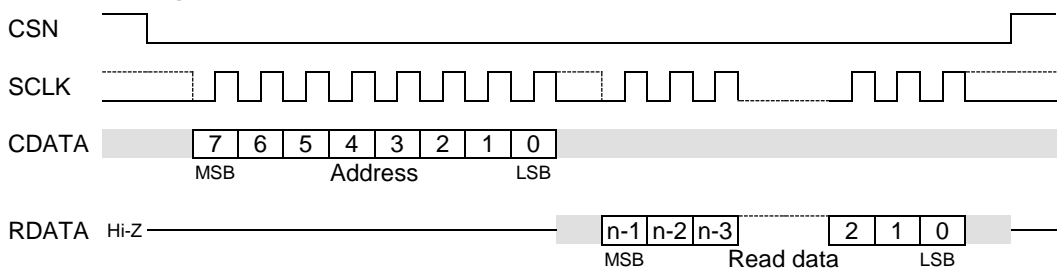 CSN
SCLK
CDATA 7 6 5 4 3 2 1 0
MSB Address LSB
RDATA Hi-Z n-1 n-2 n-3 2 1 0
MSB Read data LSB